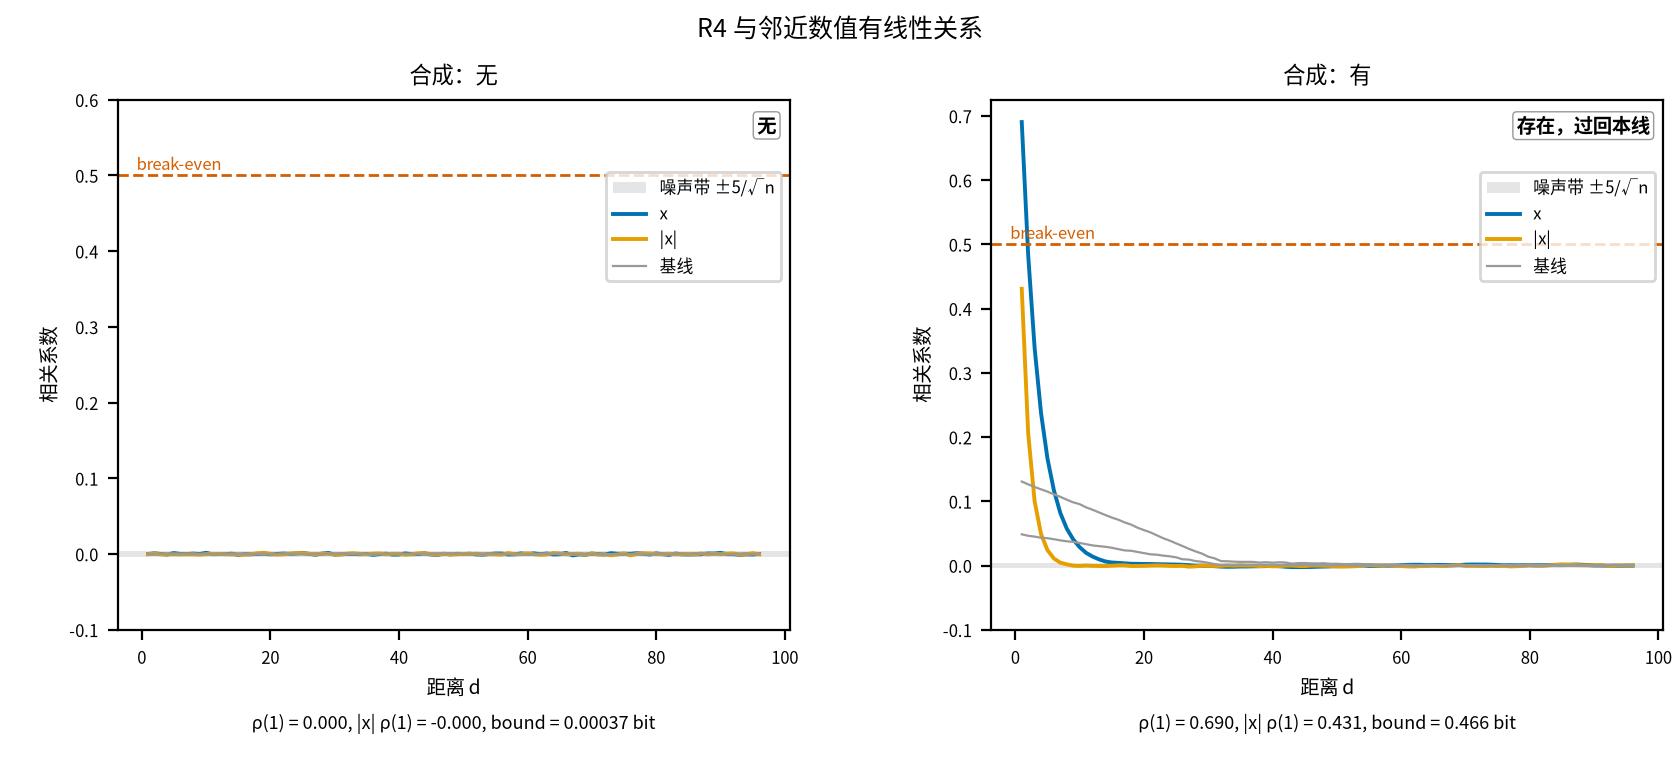 R4 与邻近数值有线性关系
合成：无
0.6
0.5
0.4
0.3
0.2
0.1
0.0
-0.1
相关系数
break-even
无
噪声带 ±5/√n
x
|x|
基线
0
20
40
60
80
100
距离 d
ρ(1) = 0.000, |x| ρ(1) = -0.000, bound = 0.00037 bit
合成：有
0.7
0.6
0.5
0.4
0.3
0.2
0.1
0.0
-0.1
相关系数
break-even
存在，过回本线
噪声带 ±5/√n
x
|x|
基线
0
20
40
60
80
100
距离 d
ρ(1) = 0.690, |x| ρ(1) = 0.431, bound = 0.466 bit